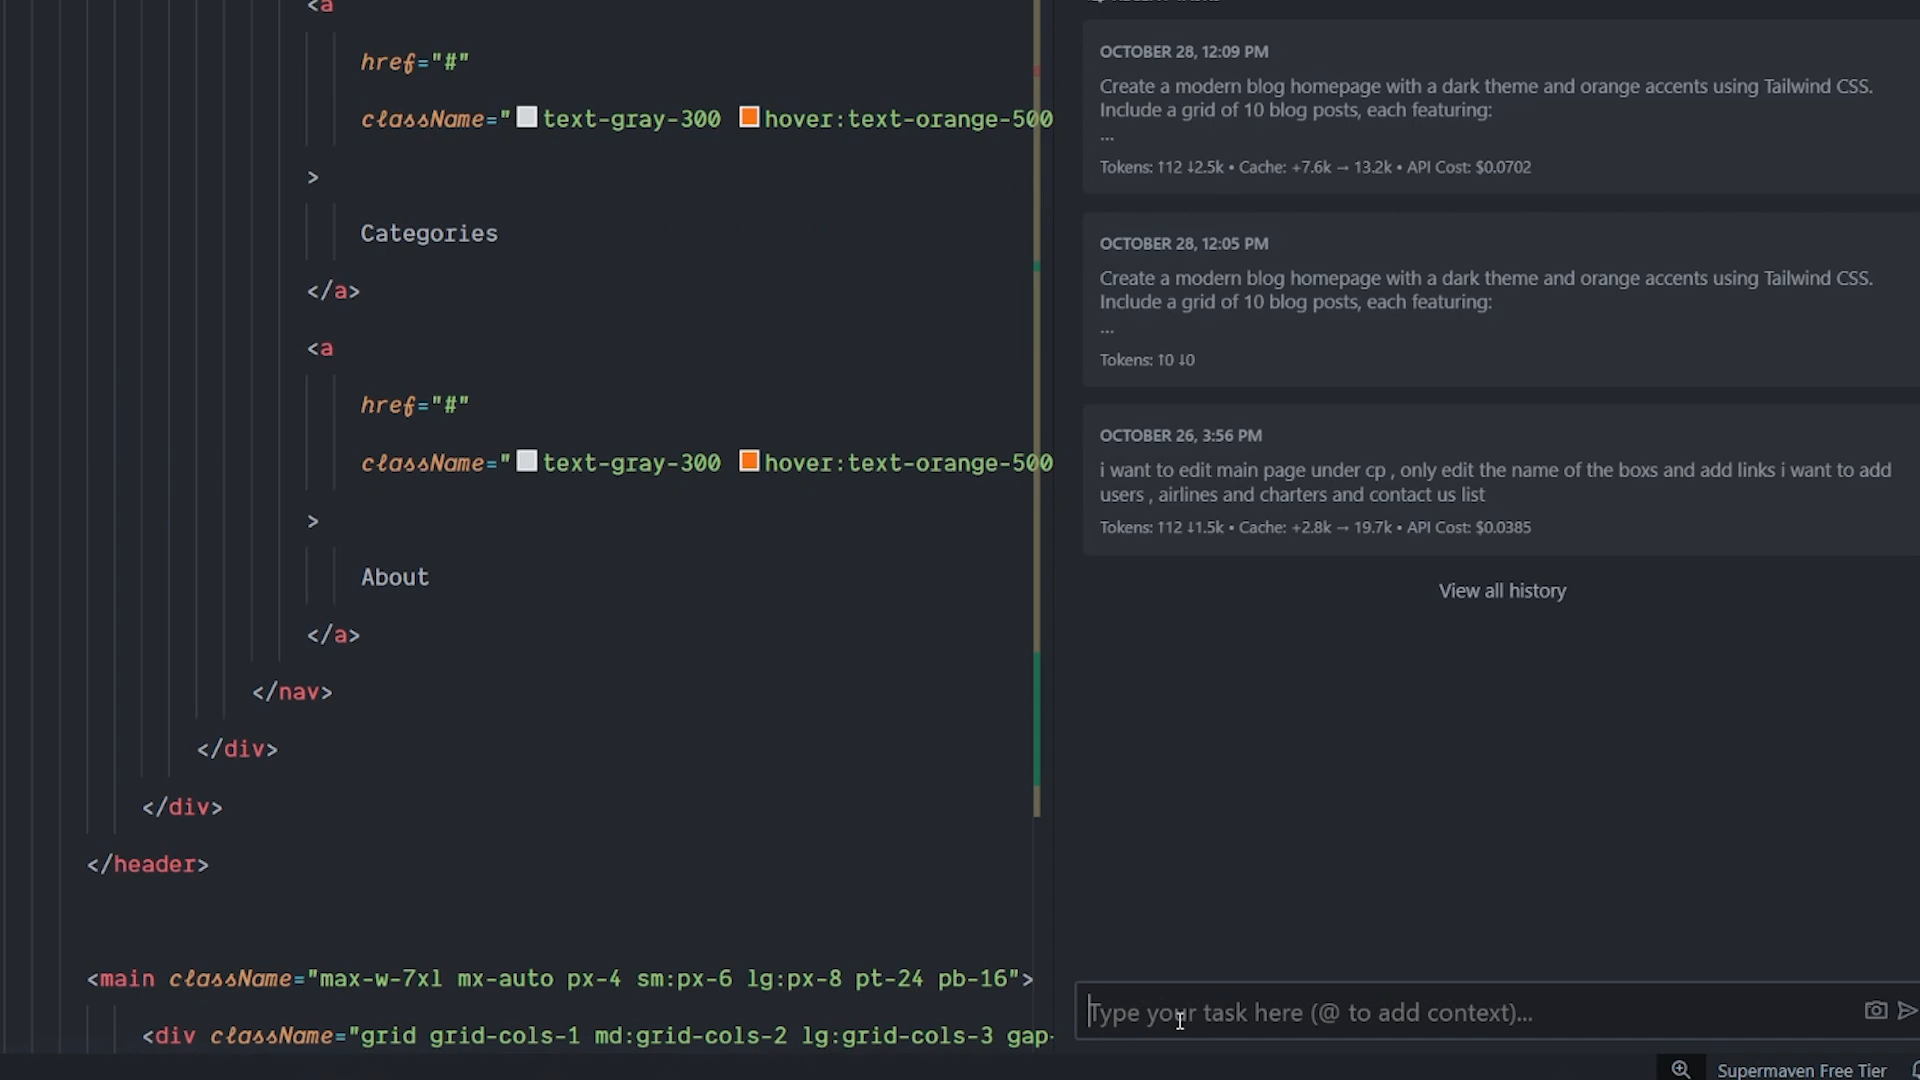 <a
href="#"
className="text-gray-300 hover:text-orange-500
>
Categories
</a>
<a
href="#"
className="text-gray-300 hover:text-orange-500
>
About
</a>
</nav>
</div>
</div>
</header>
<main className="max-w-7xl mx-auto px-4 sm:px-6 lg:px-8 pt-24 pb-16">
<div className="grid grid-cols-1 md:grid-cols-2 lg:grid-cols-3 gap-
OCTOBER 28, 12:09 PM
Create a modern blog homepage with a dark theme and orange accents using Tailwind CSS.
Include a grid of 10 blog posts, each featuring:
...
Tokens: ↑12 ↓2.5k • Cache: +7.6k → 13.2k • API Cost: $0.0702
OCTOBER 28, 12:05 PM
Create a modern blog homepage with a dark theme and orange accents using Tailwind CSS.
Include a grid of 10 blog posts, each featuring:
...
Tokens: ↑0 ↓0
OCTOBER 26, 3:56 PM
i want to edit main page under cp , only edit the name of the boxs and add links i want to add
users , airlines and charters and contact us list
Tokens: ↑12 ↓1.5k • Cache: +2.8k → 19.7k • API Cost: $0.0385
View all history
Type your task here (@ to add context)...
Supermaven Free Tier